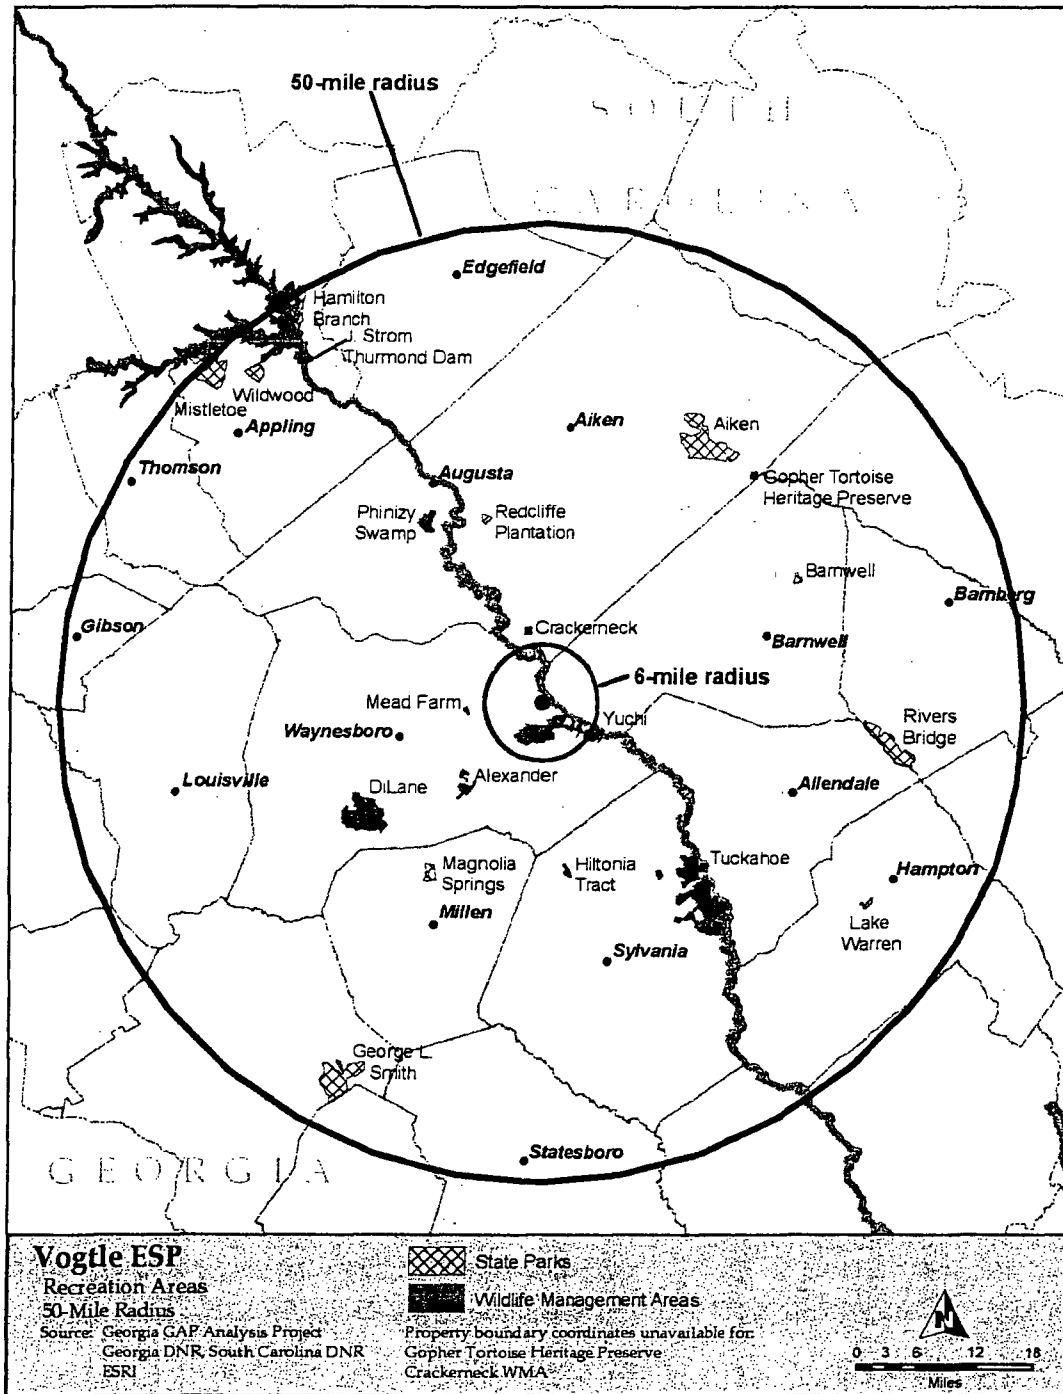 50-mile radius
SOUTH
CAROLINA
Edgefield
Hamilton
Branch
J. Strom
Thurmond Dam
Wildwood
Mistletoe
Appling
Aiken
Aiken
Thomson
Augusta
Gopher Tortoise
Heritage Preserve
Phinizy
Swamp
Redcliffe
Plantation
Barnwell
Bamberg
Gibson
Crackerneck
Barnwell
6-mile radius
Mead Farm
Yuchi
Rivers
Bridge
Waynesboro
Louisville
DiLane
Alexander
Allendale
Magnolia
Springs
Hiltonia
Tract
Tuckahoe
Hampton
Millen
Lake
Warren
Sylvania
George L.
Smith
Statesboro
GEORGIA
Vogtle ESP
Recreation Areas
50-Mile Radius
Source: Georgia GAP Analysis Project
Georgia DNR, South Carolina DNR
ESRI
State Parks
Wildlife Management Areas
Property boundary coordinates unavailable for:
Gopher Tortoise Heritage Preserve
Crackerneck WMA
N
0 3 6 12 18
Miles